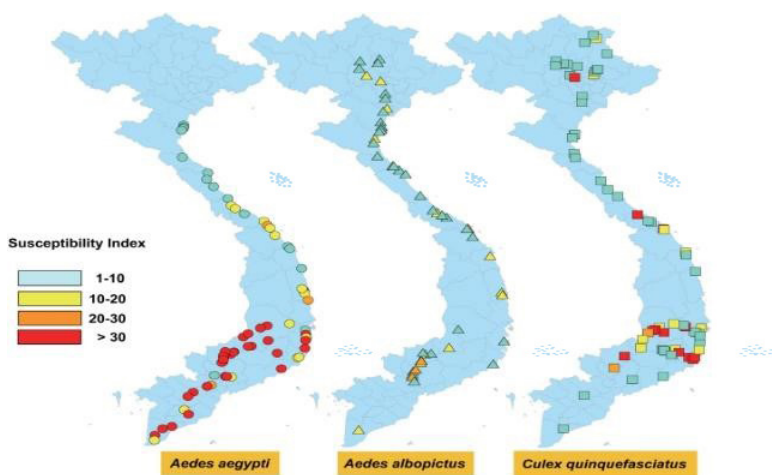 Susceptibility Index
1-10
10-20
20-30
> 30
Aedes aegypti
Aedes albopictus
Culex quinquefasciatus